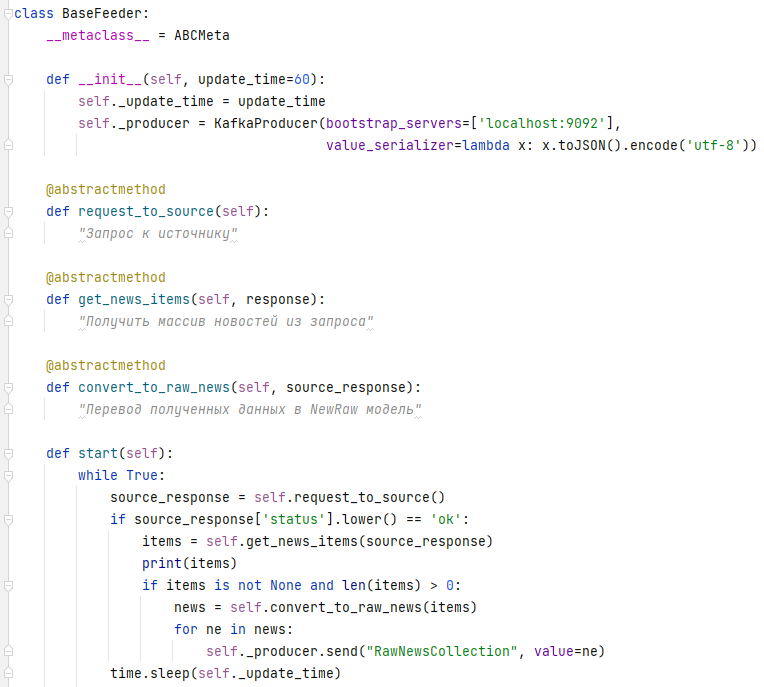 class BaseFeeder:
    __metaclass__ = ABCMeta

    def __init__(self, update_time=60):
        self._update_time = update_time
        self._producer = KafkaProducer(bootstrap_servers=['localhost:9092'],
                                       value_serializer=lambda x: x.toJSON().encode('utf-8'))

    @abstractmethod
    def request_to_source(self):
        "Запрос к источнику"

    @abstractmethod
    def get_news_items(self, response):
        "Получить массив новостей из запроса"

    @abstractmethod
    def convert_to_raw_news(self, source_response):
        "Перевод полученных данных в NewRaw модель"

    def start(self):
        while True:
            source_response = self.request_to_source()
            if source_response['status'].lower() == 'ok':
                items = self.get_news_items(source_response)
                print(items)
                if items is not None and len(items) > 0:
                    news = self.convert_to_raw_news(items)
                    for ne in news:
                        self._producer.send("RawNewsCollection", value=ne)
            time.sleep(self._update_time)